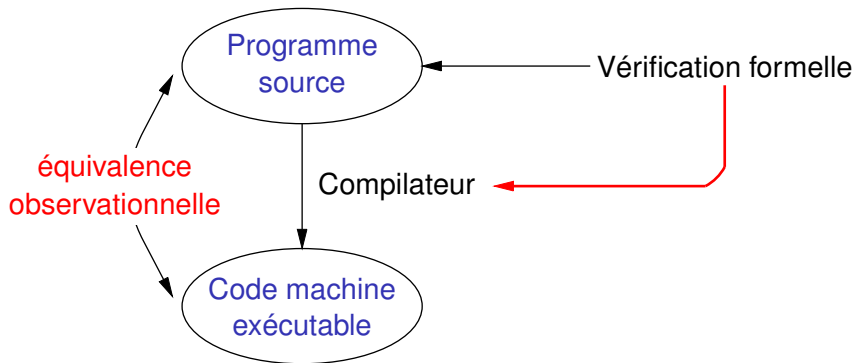 Programme
source
Vérification formelle
équivalence
observationnelle
Compilateur
Code machine
exécutable